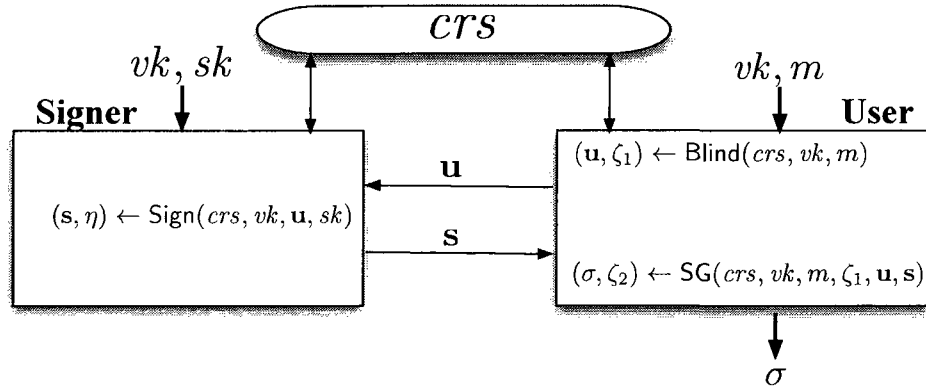 crs
vk, sk
vk, m
Signer
User
(u, ζ₁) ← Blind(crs, vk, m)
u
(s, η) ← Sign(crs, vk, u, sk)
s
(σ, ζ₂) ← SG(crs, vk, m, ζ₁, u, s)
σ